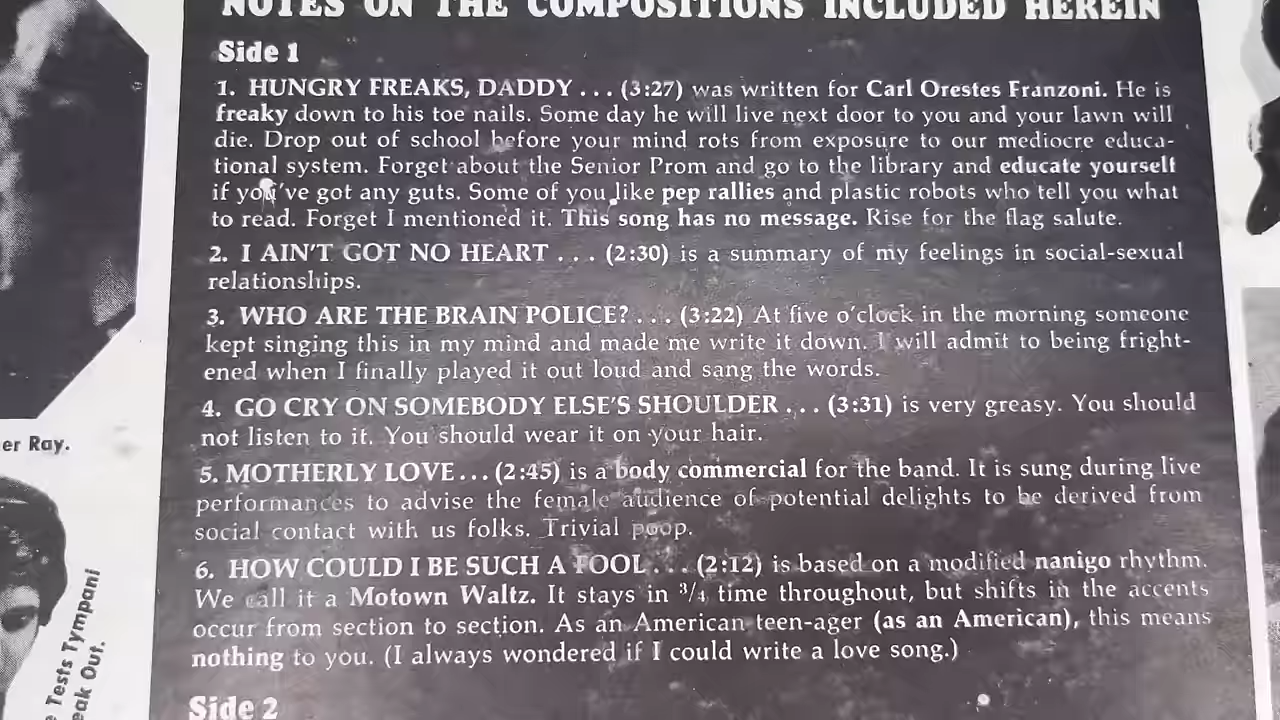 NOTES ON THE COMPOSITIONS INCLUDED HEREIN
Side 1
1. HUNGRY FREAKS, DADDY . . . (3:27) was written for Carl Orestes Franzoni. He is
freaky down to his toe nails. Some day he will live next door to you and your lawn will
die. Drop out of school before your mind rots from exposure to our mediocre educa-
tional system. Forget about the Senior Prom and go to the library and educate yourself
if you've got any guts. Some of you like pep rallies and plastic robots who tell you what
to read. Forget I mentioned it. This song has no message. Rise for the flag salute.
2. I AIN'T GOT NO HEART . . . (2:30) is a summary of my feelings in social-sexual
relationships.
3. WHO ARE THE BRAIN POLICE? . . . (3:22) At five o'clock in the morning someone
kept singing this in my mind and made me write it down. I will admit to being fright-
ened when I finally played it out loud and sang the words.
4. GO CRY ON SOMEBODY ELSE'S SHOULDER . . . (3:31) is very greasy. You should
not listen to it. You should wear it on your hair.
5. MOTHERLY LOVE . . . (2:45) is a body commercial for the band. It is sung during live
performances to advise the female audience of potential delights to be derived from
social contact with us folks. Trivial poop.
6. HOW COULD I BE SUCH A FOOL . . . (2:12) is based on a modified nanigo rhythm.
We call it a Motown Waltz. It stays in 3/4 time throughout, but shifts in the accents
occur from section to section. As an American teen-ager (as an American), this means
nothing to you. (I always wondered if I could write a love song.)
Side 2
er Ray.
e Tests Tympani
eak Out.